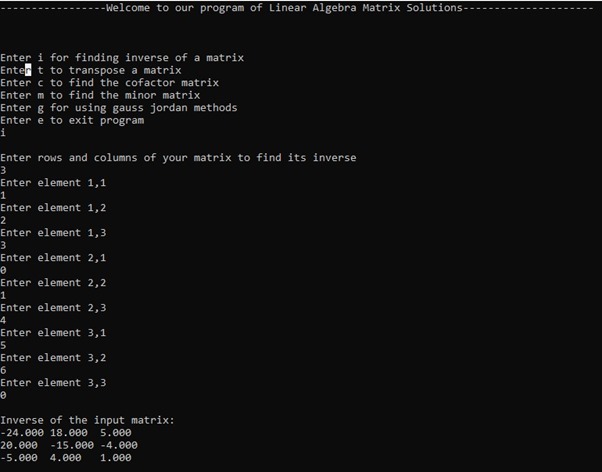 -----------------Welcome to our program of Linear Algebra Matrix Solutions---------------------
Enter i for finding inverse of a matrix
Enter t to transpose a matrix
Enter c to find the cofactor matrix
Enter m to find the minor matrix
Enter g for using gauss jordan methods
Enter e to exit program
i
Enter rows and columns of your matrix to find its inverse
3
Enter element 1,1
1
Enter element 1,2
2
Enter element 1,3
3
Enter element 2,1
0
Enter element 2,2
1
Enter element 2,3
4
Enter element 3,1
5
Enter element 3,2
6
Enter element 3,3
0
Inverse of the input matrix:
-24.000 18.000  5.000
20.000  -15.000 -4.000
-5.000  4.000   1.000